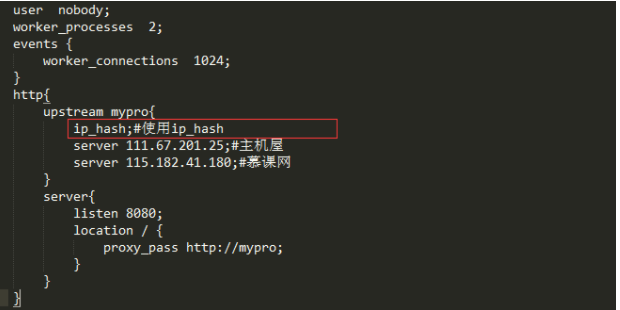 user  nobody;
worker_processes  2;
events {
    worker_connections  1024;
}
http{
    upstream mypro{
        ip_hash;#使用ip_hash
        server 111.67.201.25;#主机屋
        server 115.182.41.180;#慕课网
    }
    server{
        listen 8080;
        location / {
            proxy_pass http://mypro;
        }
    }
}